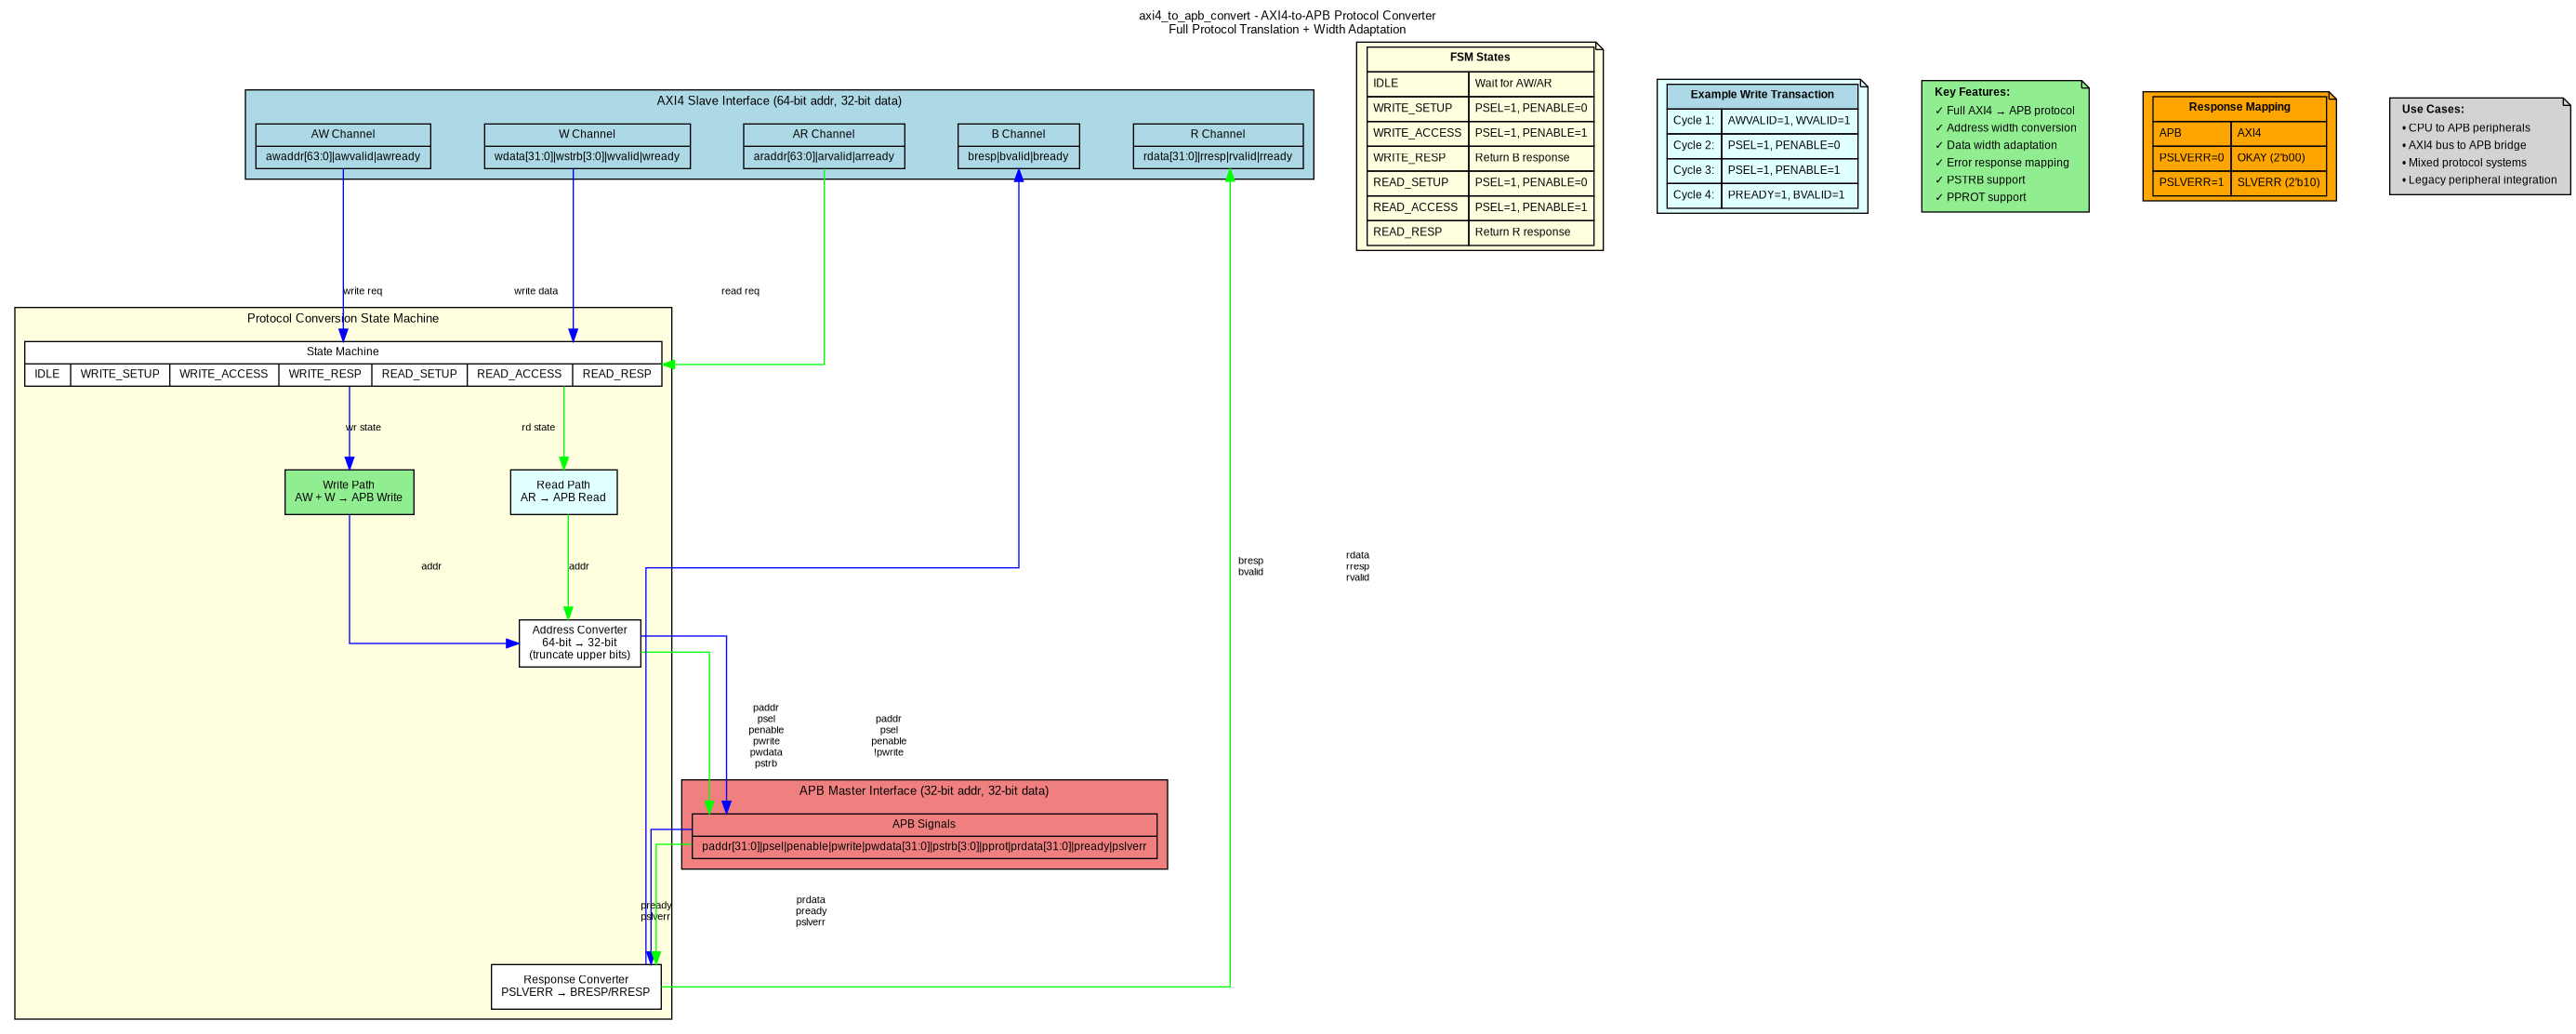 axi4_to_apb_convert - AXI4-to-APB Protocol Converter
Full Protocol Translation + Width Adaptation
AXI4 Slave Interface (64-bit addr, 32-bit data)
AW Channel
awaddr[63:0]|awvalid|awready
W Channel
wdata[31:0]|wstrb[3:0]|wvalid|wready
AR Channel
araddr[63:0]|arvalid|arready
B Channel
bresp|bvalid|bready
R Channel
rdata[31:0]|rresp|rvalid|rready
FSM States
IDLE Wait for AW/AR
WRITE_SETUP PSEL=1, PENABLE=0
WRITE_ACCESS PSEL=1, PENABLE=1
WRITE_RESP Return B response
READ_SETUP PSEL=1, PENABLE=0
READ_ACCESS PSEL=1, PENABLE=1
READ_RESP Return R response
Example Write Transaction
Cycle 1: AWVALID=1, WVALID=1
Cycle 2: PSEL=1, PENABLE=0
Cycle 3: PSEL=1, PENABLE=1
Cycle 4: PREADY=1, BVALID=1
Key Features:
✓ Full AXI4 → APB protocol
✓ Address width conversion
✓ Data width adaptation
✓ Error response mapping
✓ PSTRB support
✓ PPROT support
Response Mapping
APB AXI4
PSLVERR=0 OKAY (2'b00)
PSLVERR=1 SLVERR (2'b10)
Use Cases:
• CPU to APB peripherals
• AXI4 bus to APB bridge
• Mixed protocol systems
• Legacy peripheral integration
write req
write data
read req
Protocol Conversion State Machine
State Machine
IDLE WRITE_SETUP WRITE_ACCESS WRITE_RESP READ_SETUP READ_ACCESS READ_RESP
wr state
rd state
Write Path
AW + W → APB Write
Read Path
AR → APB Read
addr
addr
bresp
bvalid
rdata
rresp
rvalid
Address Converter
64-bit → 32-bit
(truncate upper bits)
paddr
psel
penable
pwrite
pwdata
pstrb
paddr
psel
penable
!pwrite
APB Master Interface (32-bit addr, 32-bit data)
APB Signals
paddr[31:0]|psel|penable|pwrite|pwdata[31:0]|pstrb[3:0]|pprot|prdata[31:0]|pready|pslverr
pready
pslverr
prdata
pready
pslverr
Response Converter
PSLVERR → BRESP/RRESP